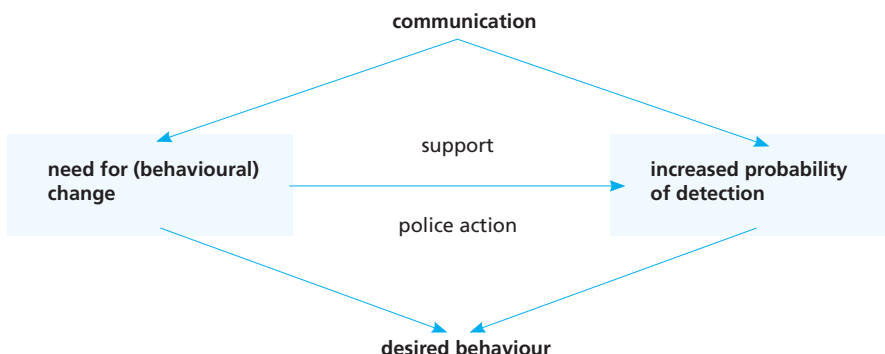 communication
support
need for (behavioural)
change
increased probability
of detection
police action
desired behaviour